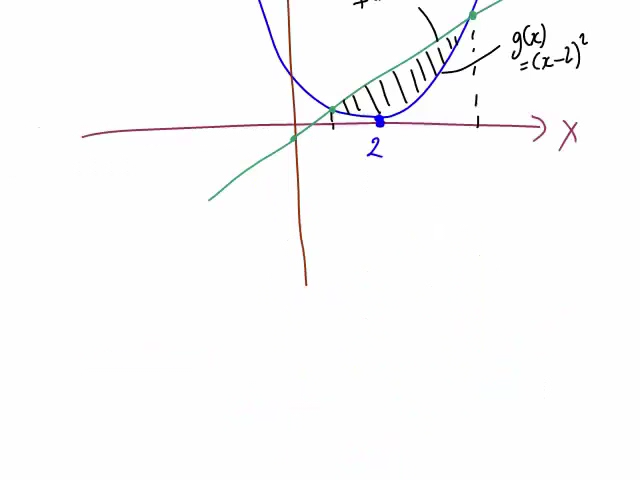 g(x)
=(x-2)²
X
2